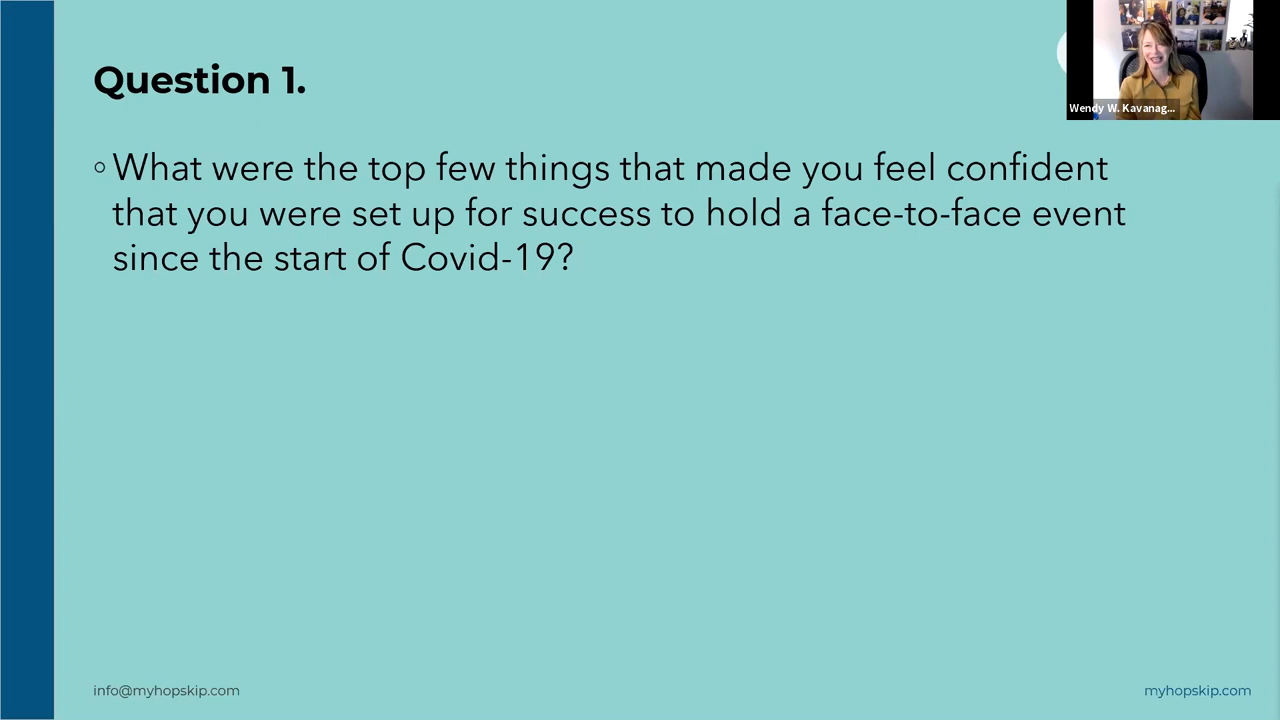 Question 1.
Wendy W. Kavanag...
◦ What were the top few things that made you feel confident
that you were set up for success to hold a face-to-face event
since the start of Covid-19?
info@myhopskip.com
myhopskip.com